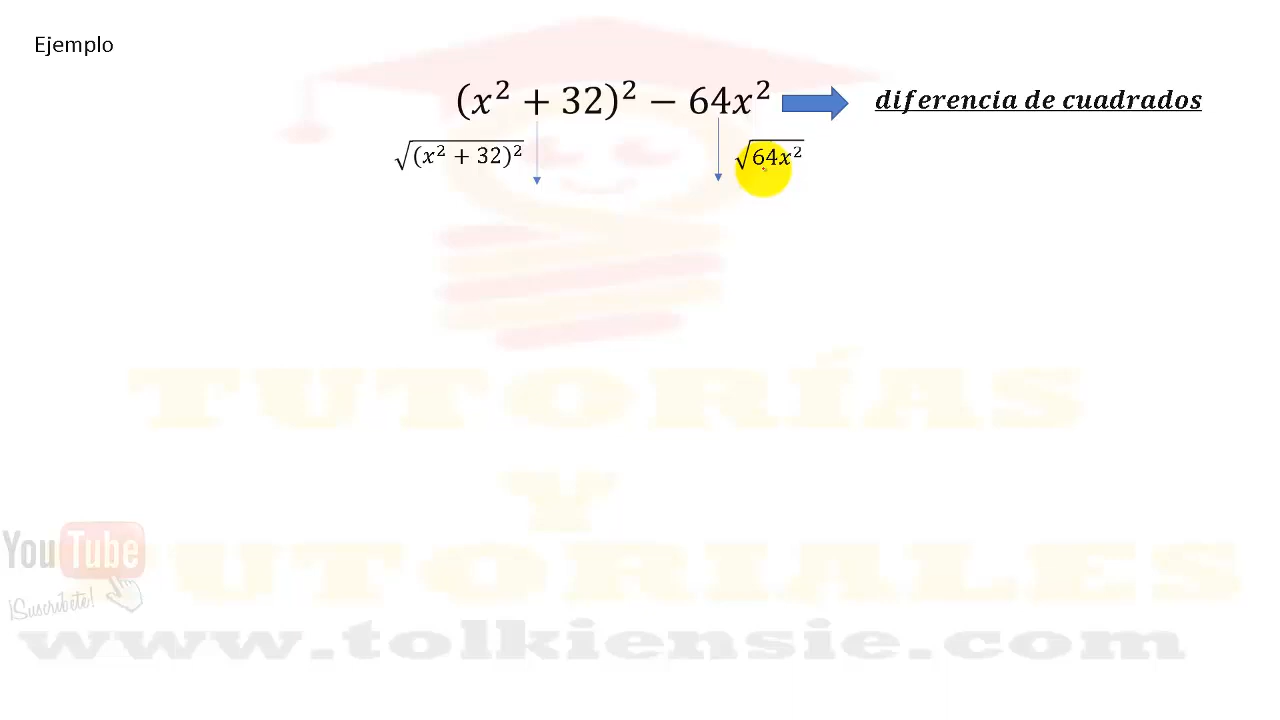 Ejemplo
(x² + 32)² − 64x²
diferencia de cuadrados
√(x² + 32)²
√64x²
TUTORÍAS
Y
YouTube
TUTORIALES
¡Suscríbete!
www.tolkiensie.com